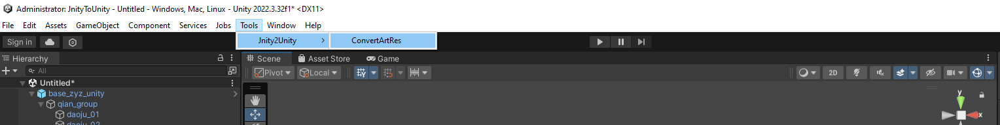 Administrator: JnityToUnity - Untitled - Windows, Mac, Linux - Unity 2022.3.32f1* <DX11>
File Edit Assets GameObject Component Services Jobs Tools Window Help
Jnity2Unity ConvertArtRes
Sign in
Hierarchy
Scene Asset Store Game
All
Pivot Local 2D
Untitled*
base_zyz_unity
qian_group
daoju_01
daoju_02
y
x